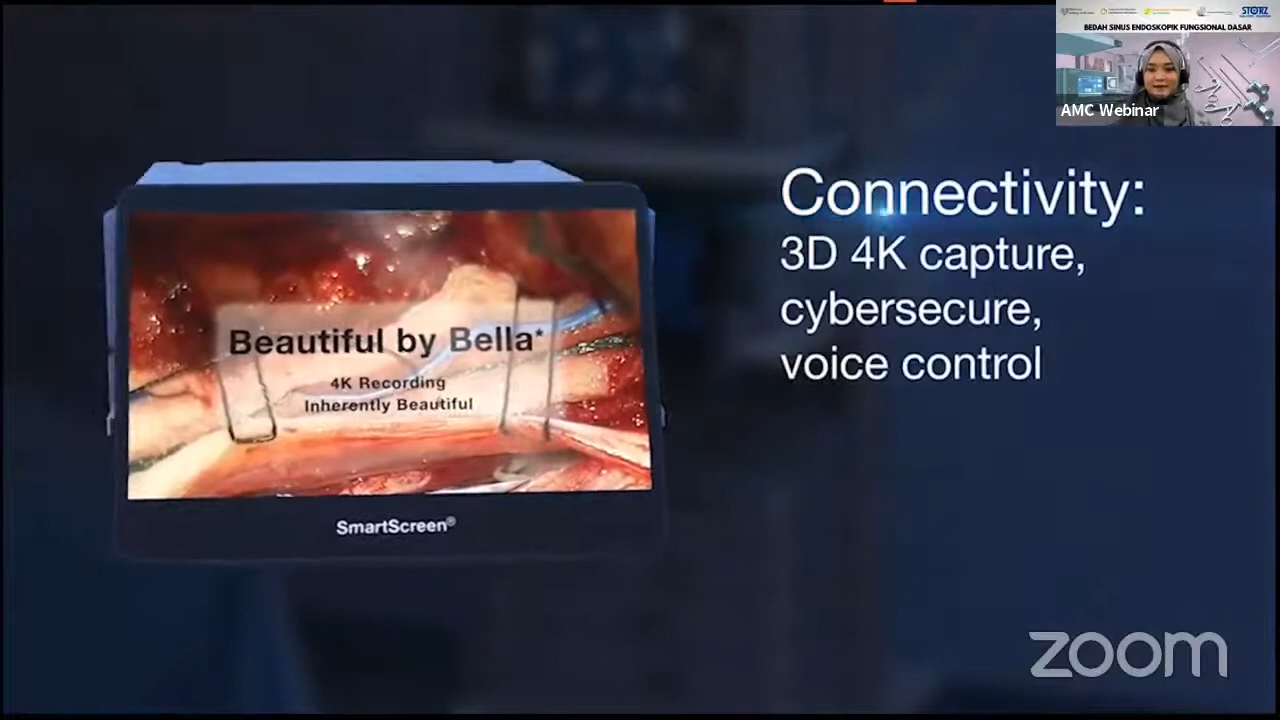 STORZ
BEDAH SINUS ENDOSKOPIK FUNGSIONAL DASAR
AMC Webinar
Connectivity:
3D 4K capture,
cybersecure,
voice control
Beautiful by Bella*
4K Recording
Inherently Beautiful
SmartScreen®
zoom